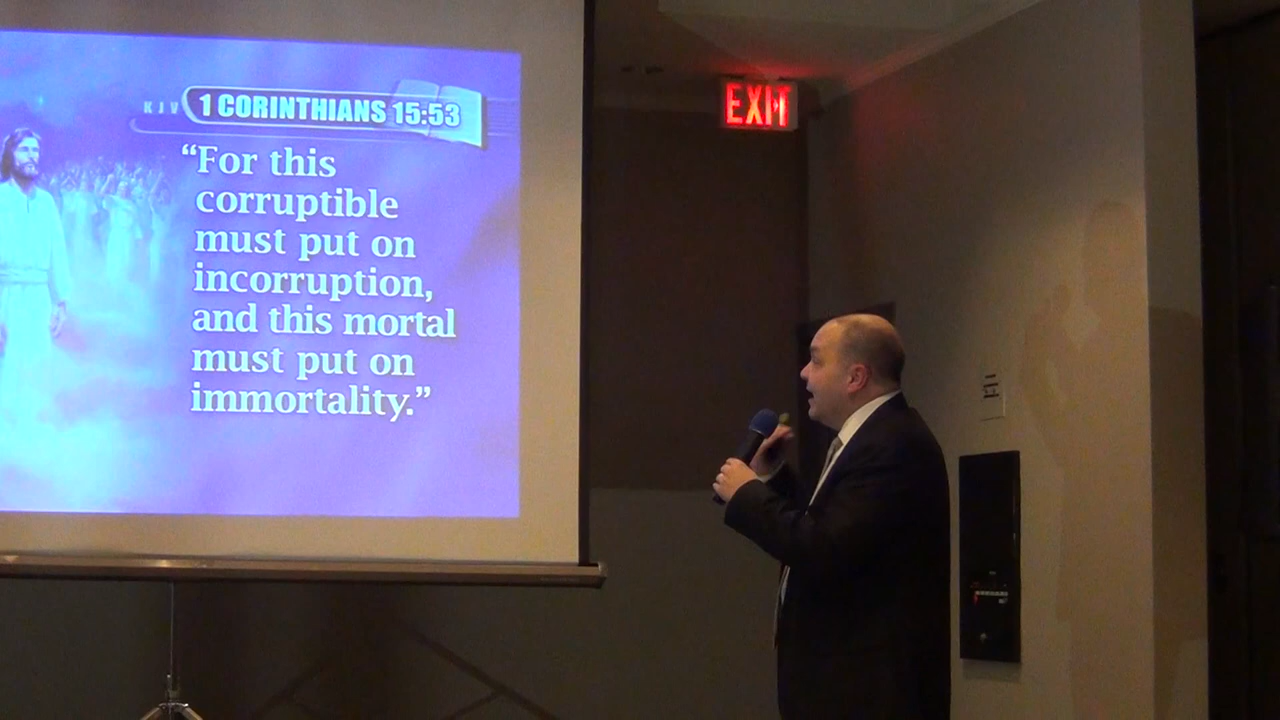 KJV 1 CORINTHIANS 15:53
“For this
corruptible
must put on
incorruption,
and this mortal
must put on
immortality.”
EXIT